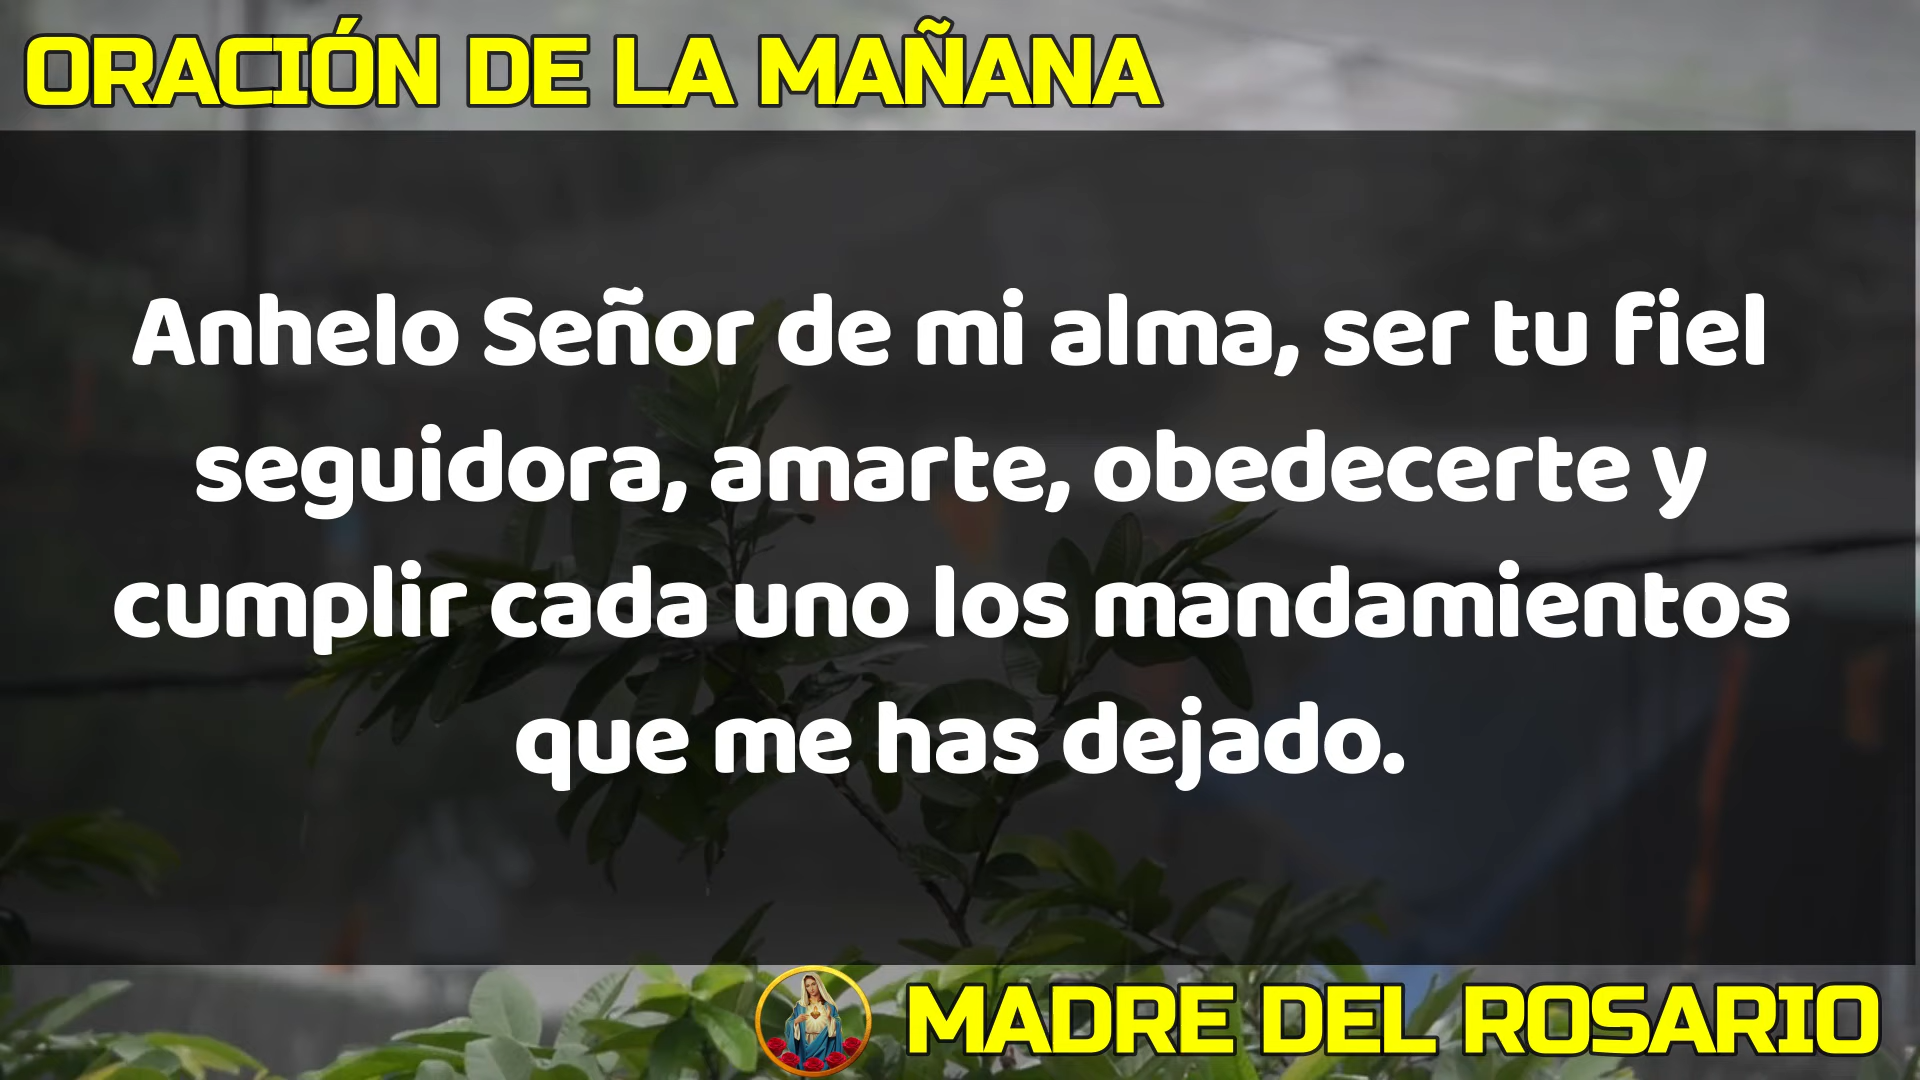 ORACIÓN DE LA MAÑANA
Anhelo Señor de mi alma, ser tu fiel
seguidora, amarte, obedecerte y
cumplir cada uno los mandamientos
que me has dejado.
MADRE DEL ROSARIO